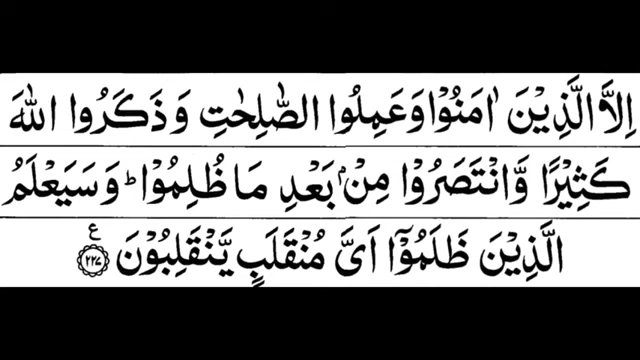 اِلَّا الَّذِیْنَ اٰمَنُوْا وَعَمِلُوا الصّٰلِحٰتِ وَ ذَكَرُوا اللّٰهَ
كَثِیْرًا وَّانْتَصَرُوْا مِنْۢ بَعْدِ مَا ظُلِمُوْا ؕ وَ سَیَعْلَمُ
الَّذِیْنَ ظَلَمُوْۤا اَیَّ مُنْقَلَبٍ یَّنْقَلِبُوْنَ ۝۲۲۷ ع